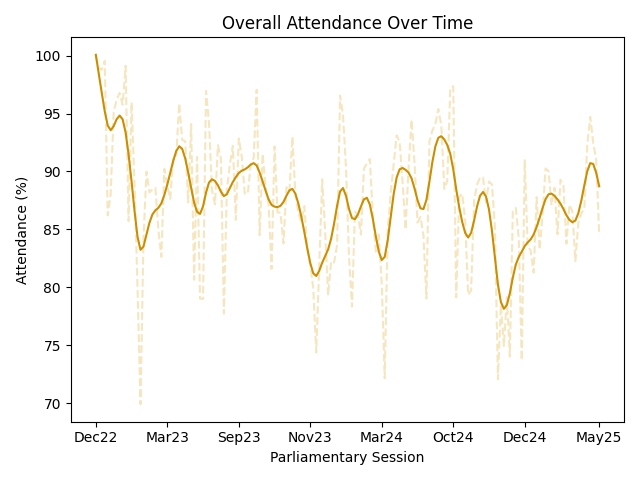 Overall Attendance Over Time
Attendance (%)
100
95
90
85
80
75
70
Dec22 Mar23 Sep23 Nov23 Mar24 Oct24 Dec24 May25
Parliamentary Session